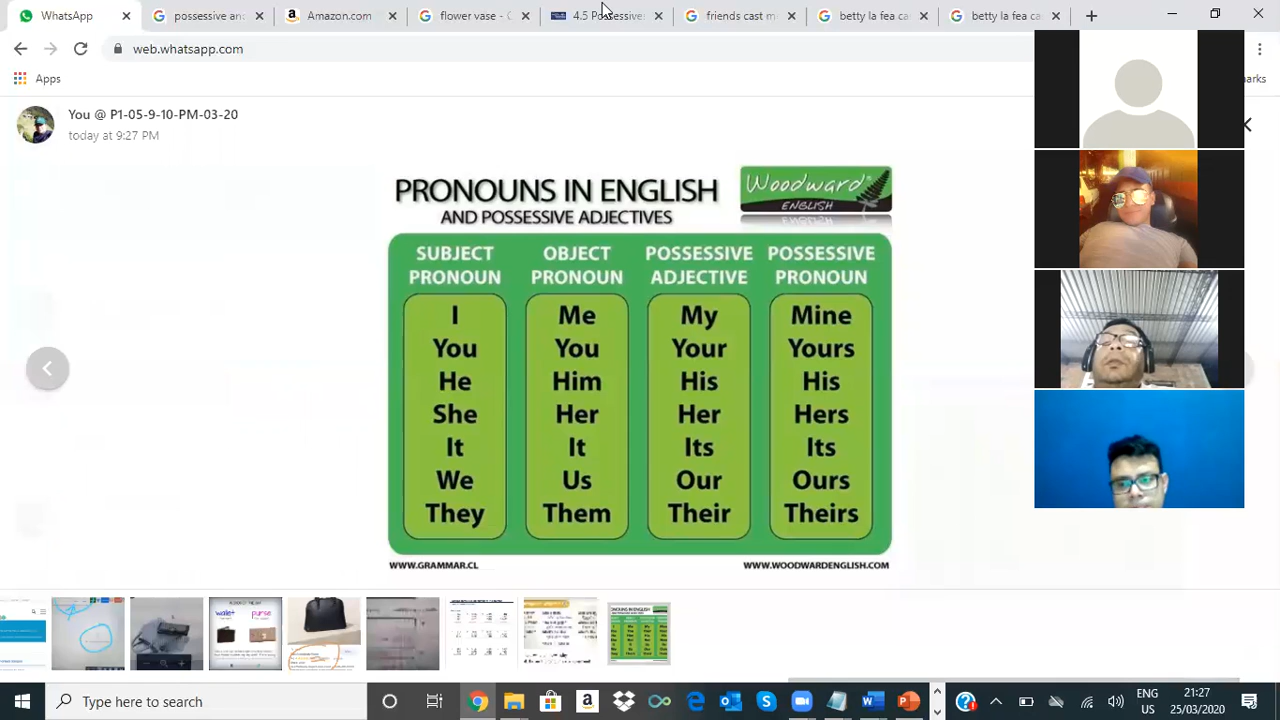 WhatsApp
possessive an
Amazon.com
flower vase - G
4.5 Possessive
friends cast m
betty la fea ca
betty la fea ca
web.whatsapp.com
Apps
You @ P1-05-9-10-PM-03-20
today at 9:27 PM
PRONOUNS IN ENGLISH
AND POSSESSIVE ADJECTIVES
Woodward
ENGLISH
SUBJECT PRONOUN OBJECT PRONOUN POSSESSIVE ADJECTIVE POSSESSIVE PRONOUN
I Me My Mine
You You Your Yours
He Him His His
She Her Her Hers
It It Its Its
We Us Our Ours
They Them Their Theirs
WWW.GRAMMAR.CL WWW.WOODWARDENGLISH.COM
wallet purse
Type here to search
ENG 21:27
US 25/03/2020